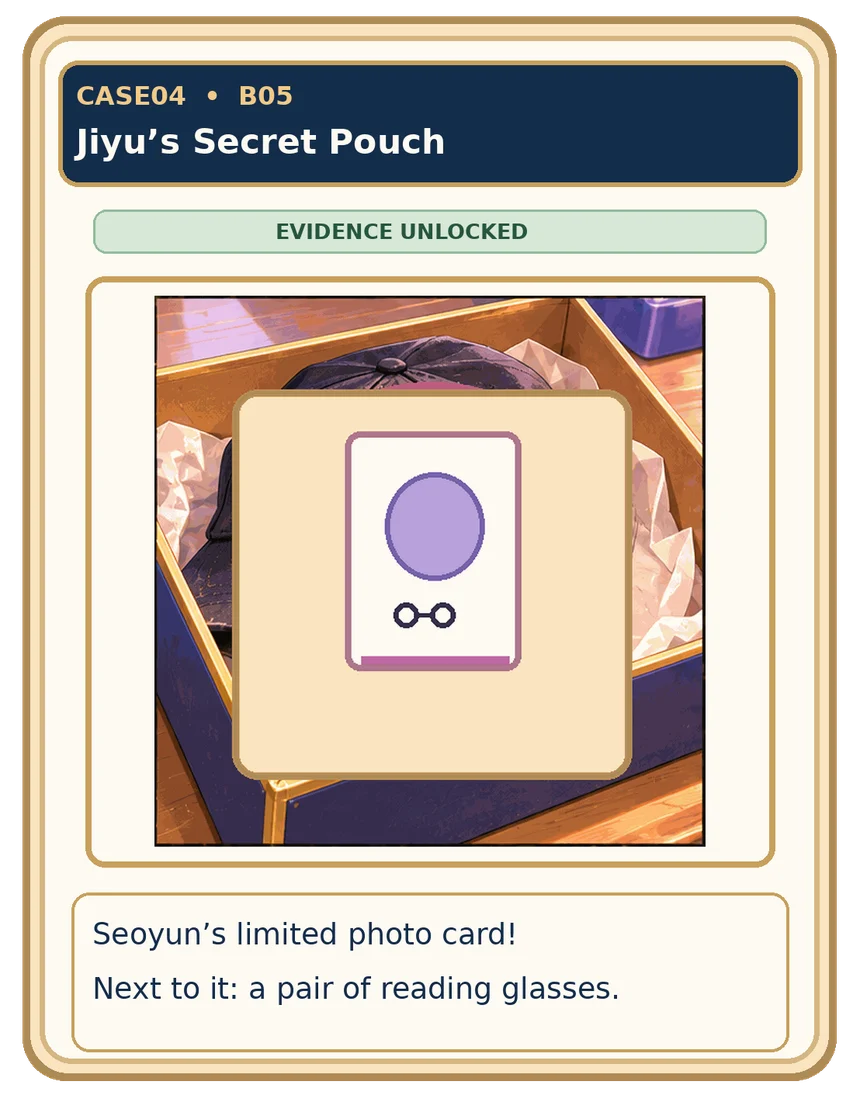 CASE04 • B05
Jiyu’s Secret Pouch
EVIDENCE UNLOCKED
Seoyun’s limited photo card!
Next to it: a pair of reading glasses.